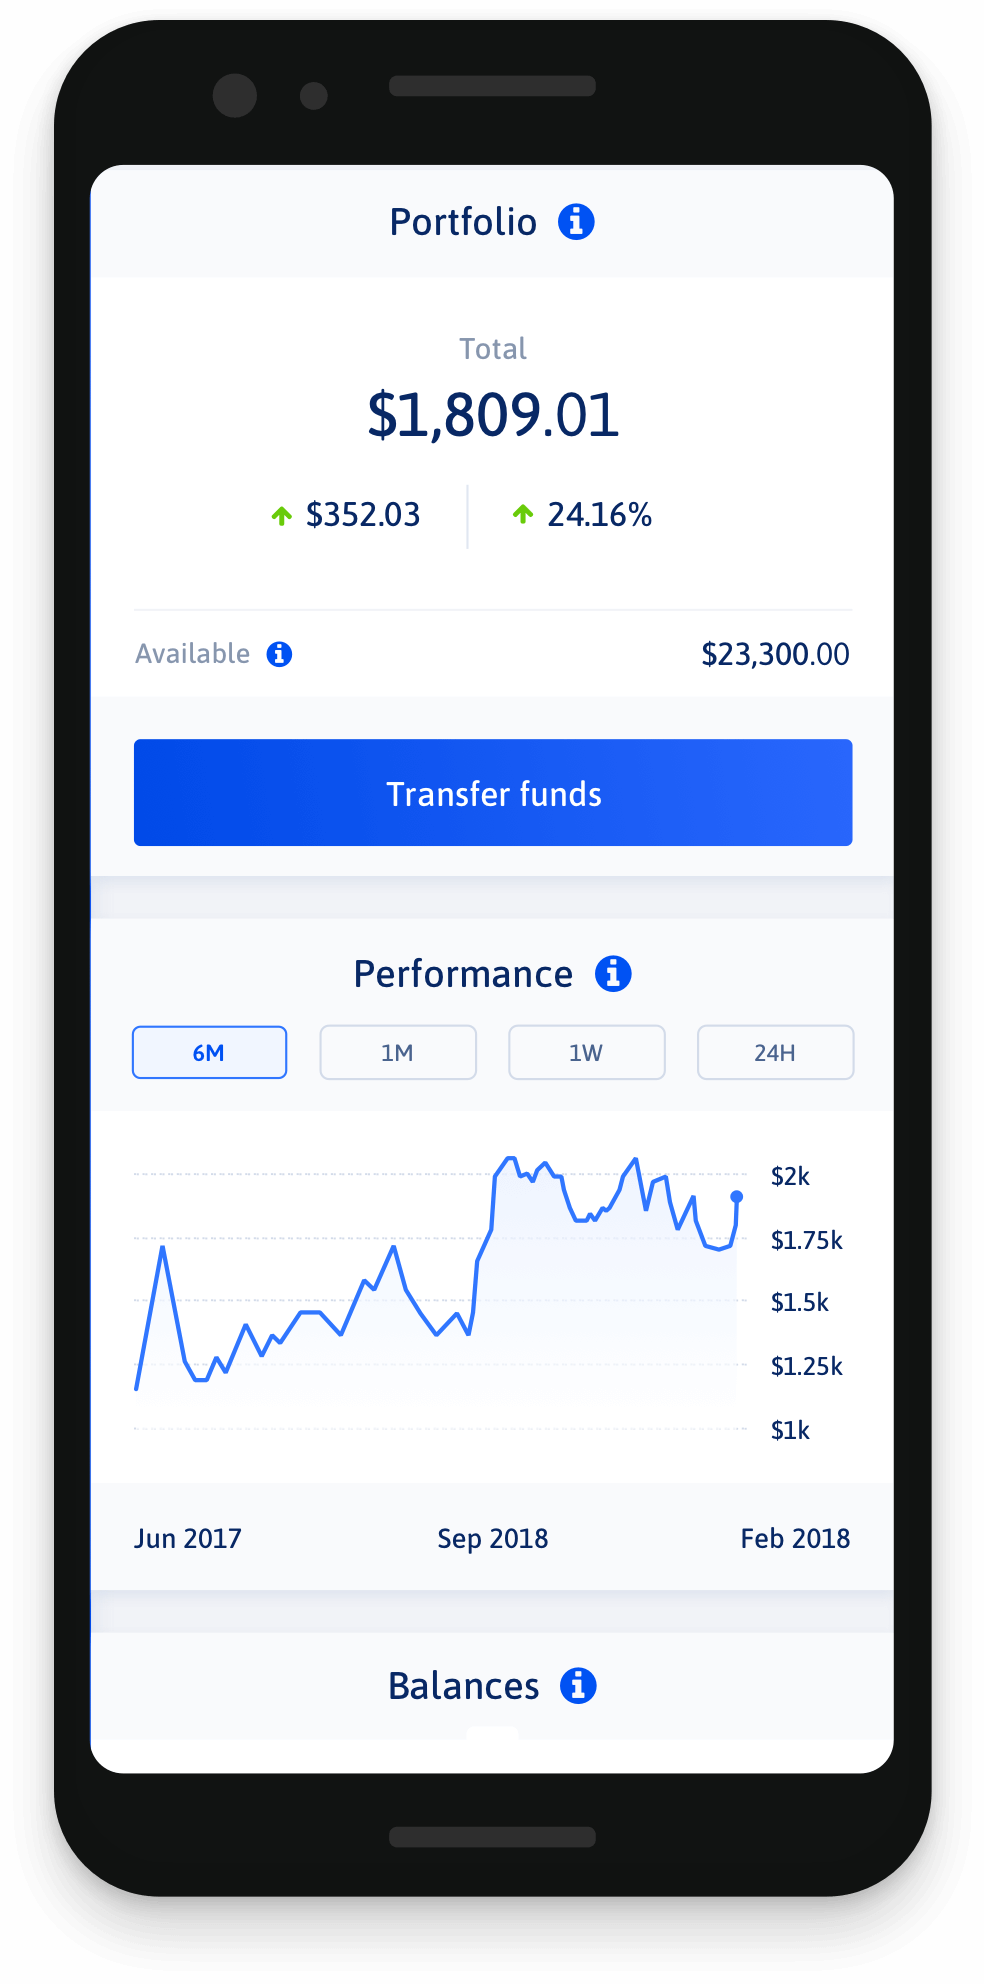 Portfolio
Total
$1,809.01
$352.03 24.16%
Available $23,300.00
Transfer funds
Performance
6M 1M 1W 24H
$2k
$1.75k
$1.5k
$1.25k
$1k
Jun 2017 Sep 2018 Feb 2018
Balances